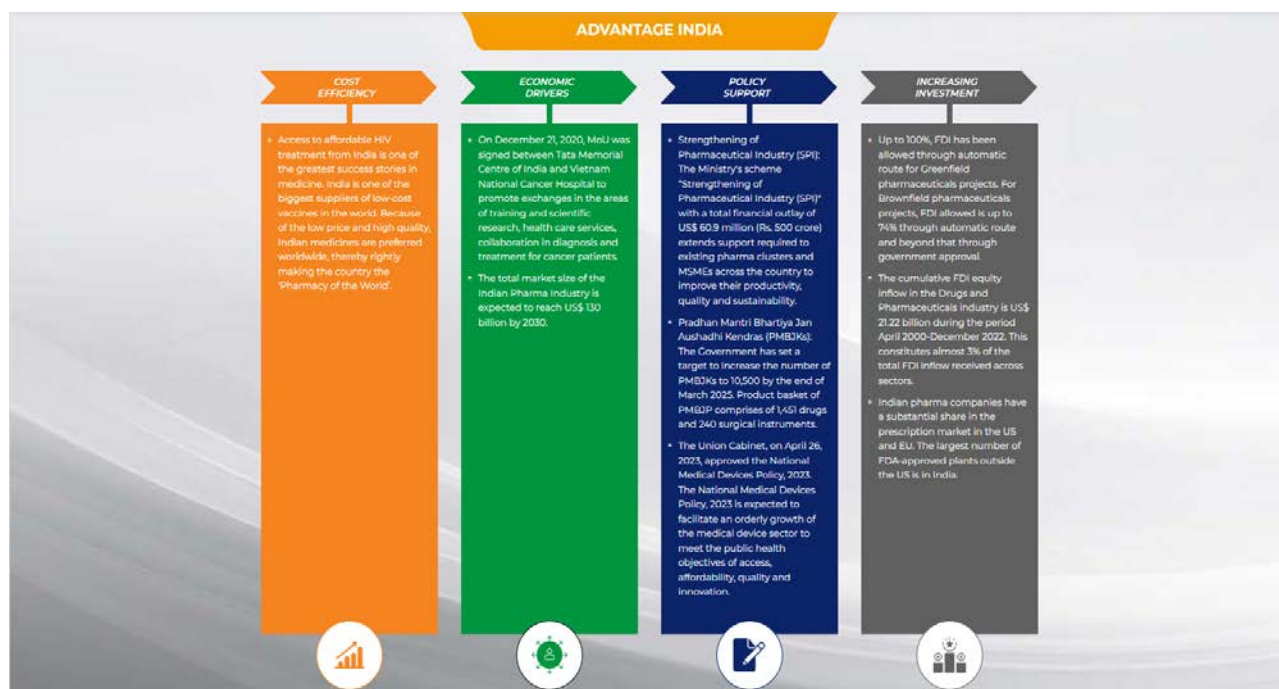 ADVANTAGE INDIA
COST
EFFICIENCY
Access to affordable HIV
treatment from India is one of
the greatest success stories in
medicine. India is one of the
biggest suppliers of low-cost
vaccines in the world. Because
of the low price and high quality,
Indian medicines are preferred
worldwide, thereby rightly
making the country the
'Pharmacy of the World'.
ECONOMIC
DRIVERS
On December 21, 2020, MoU was
signed between Tata Memorial
Centre of India and Vietnam
National Cancer Hospital to
promote exchanges in the areas
of training and scientific
research, health care services,
collaboration in diagnosis and
treatment for cancer patients.
The total market size of the
Indian Pharma Industry is
expected to reach US$ 130
billion by 2030.
POLICY
SUPPORT
Strengthening of
Pharmaceutical Industry (SPI):
The Ministry's scheme
"Strengthening of
Pharmaceutical Industry (SPI)"
with a total financial outlay of
US$ 60.9 million (Rs. 500 crore)
extends support required to
existing pharma clusters and
MSMEs across the country to
improve their productivity,
quality and sustainability.
Pradhan Mantri Bhartiya Jan
Aushadhi Kendras (PMBJKs):
The Government has set a
target to increase the number of
PMBJKs to 10,500 by the end of
March 2025. Product basket of
PMBJP comprises of 1,451 drugs
and 240 surgical instruments.
The Union Cabinet, on April 26,
2023, approved the National
Medical Devices Policy, 2023.
The National Medical Devices
Policy, 2023 is expected to
facilitate an orderly growth of
the medical device sector to
meet the public health
objectives of access,
affordability, quality and
innovation.
INCREASING
INVESTMENT
Up to 100%, FDI has been
allowed through automatic
route for Greenfield
pharmaceuticals projects. For
Brownfield pharmaceuticals
projects, FDI allowed is up to
74% through automatic route
and beyond that through
government approval.
The cumulative FDI equity
inflow in the Drugs and
Pharmaceuticals industry is US$
21.22 billion during the period
April 2000-December 2022. This
constitutes almost 3% of the
total FDI inflow received across
sectors.
Indian pharma companies have
a substantial share in the
prescription market in the US
and EU. The largest number of
FDA-approved plants outside
the US is in India.